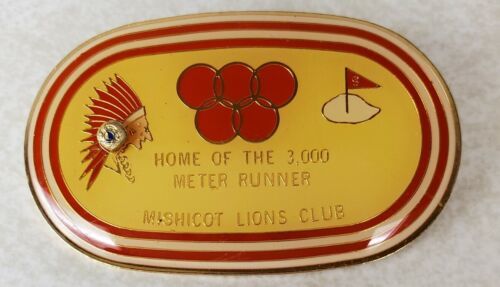 HOME OF THE 3,000
METER RUNNER
MISHICOT LIONS CLUB